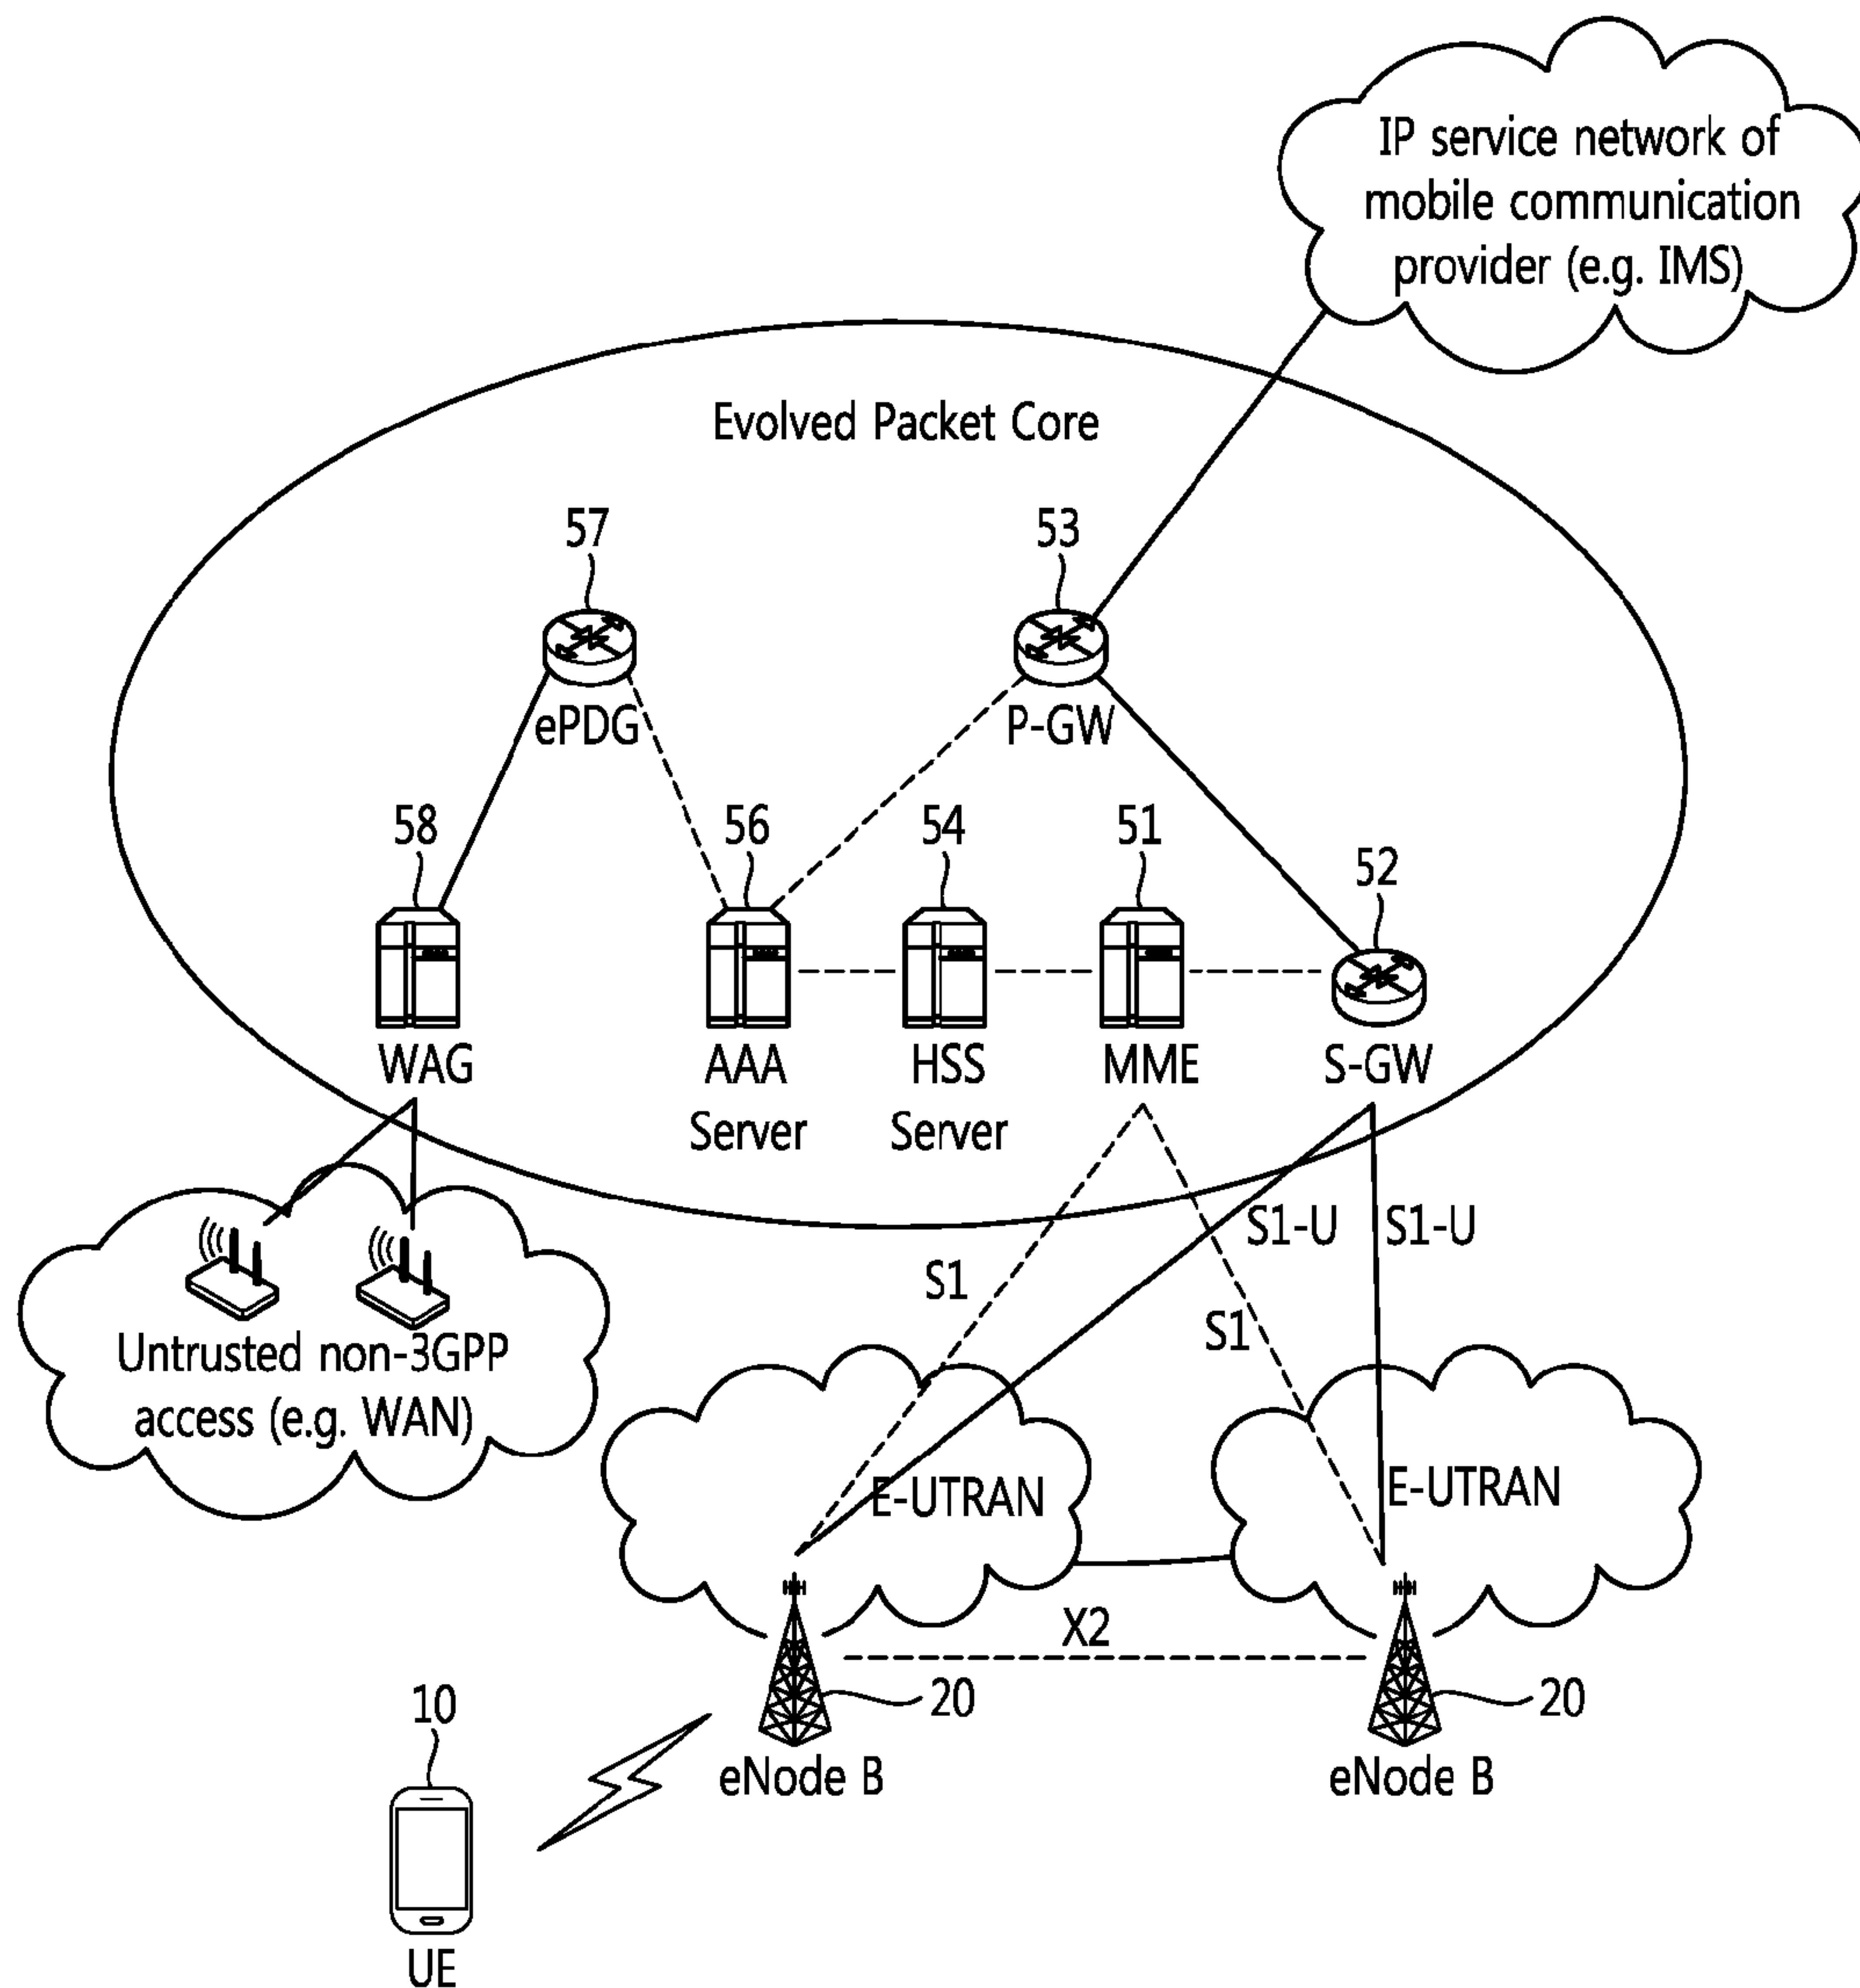 IP service network of
mobile communication
provider (e.g. IMS)
Evolved Packet Core
57
53
ePDG
P-GW
58
56
54
51
52
WAG
AAA
Server
HSS
Server
MME
S-GW
S1-U
S1-U
S1
S1
Untrusted non-3GPP
access (e.g. WAN)
E-UTRAN
E-UTRAN
X2
20
20
10
eNode B
eNode B
UE